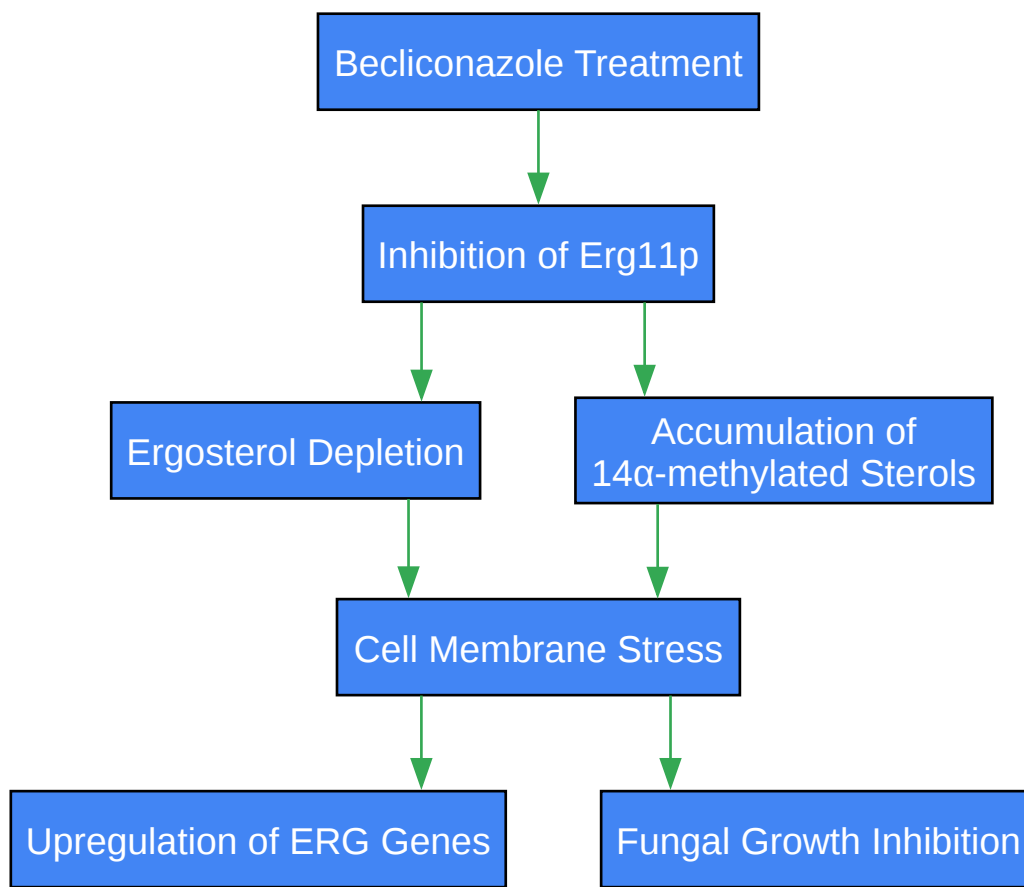 Becliconazole Treatment
Inhibition of Erg11p
Ergosterol Depletion
Accumulation of
14α-methylated Sterols
Cell Membrane Stress
Upregulation of ERG Genes
Fungal Growth Inhibition